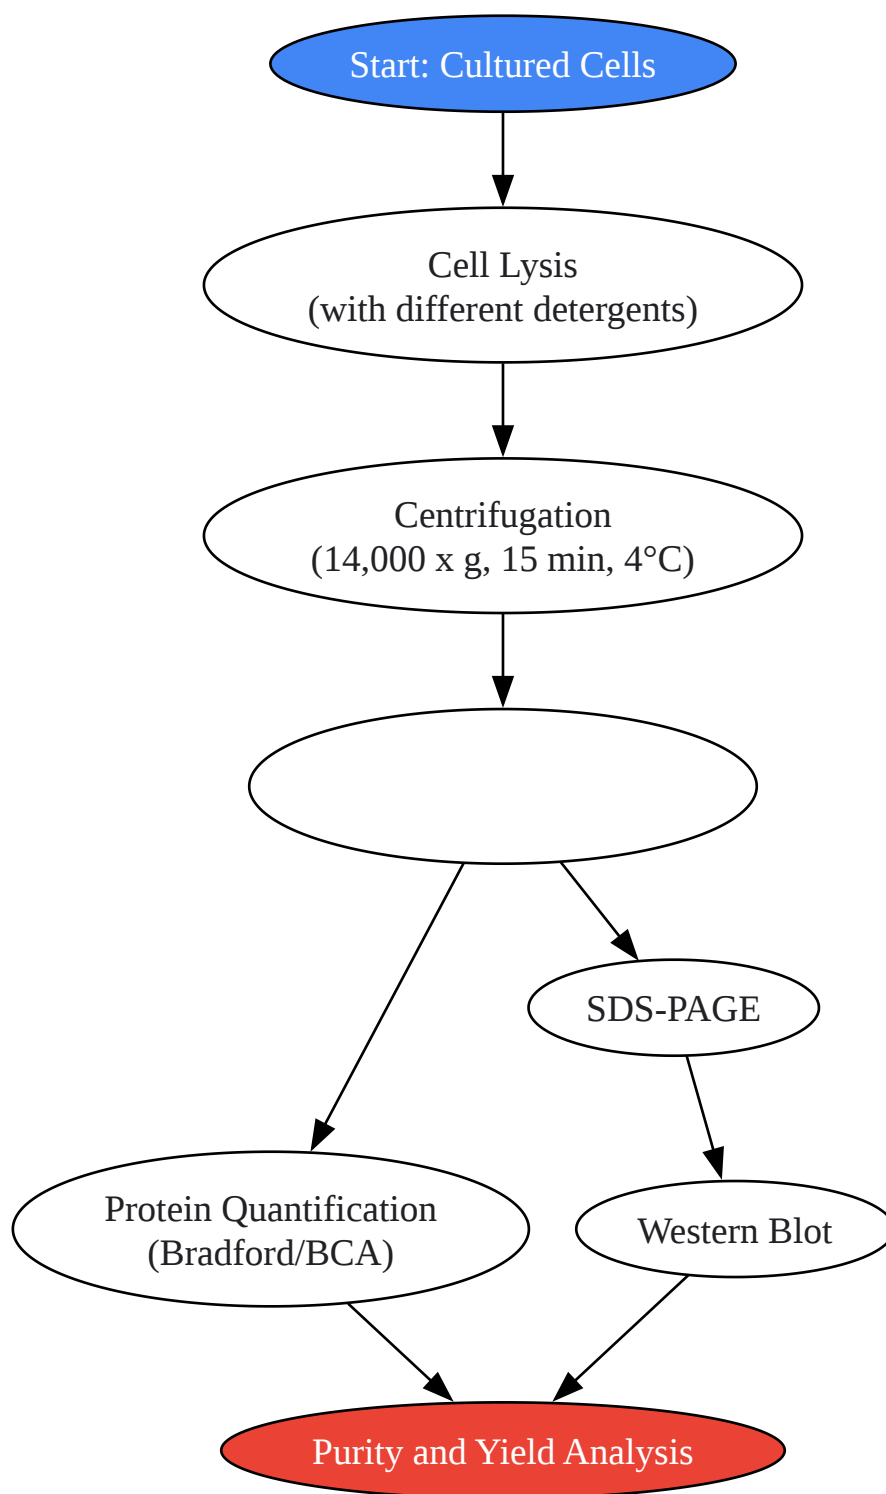 Start: Cultured Cells
Cell Lysis
(with different detergents)
Centrifugation
(14,000 x g, 15 min, 4°C)
SDS-PAGE
Protein Quantification
(Bradford/BCA)
Western Blot
Purity and Yield Analysis